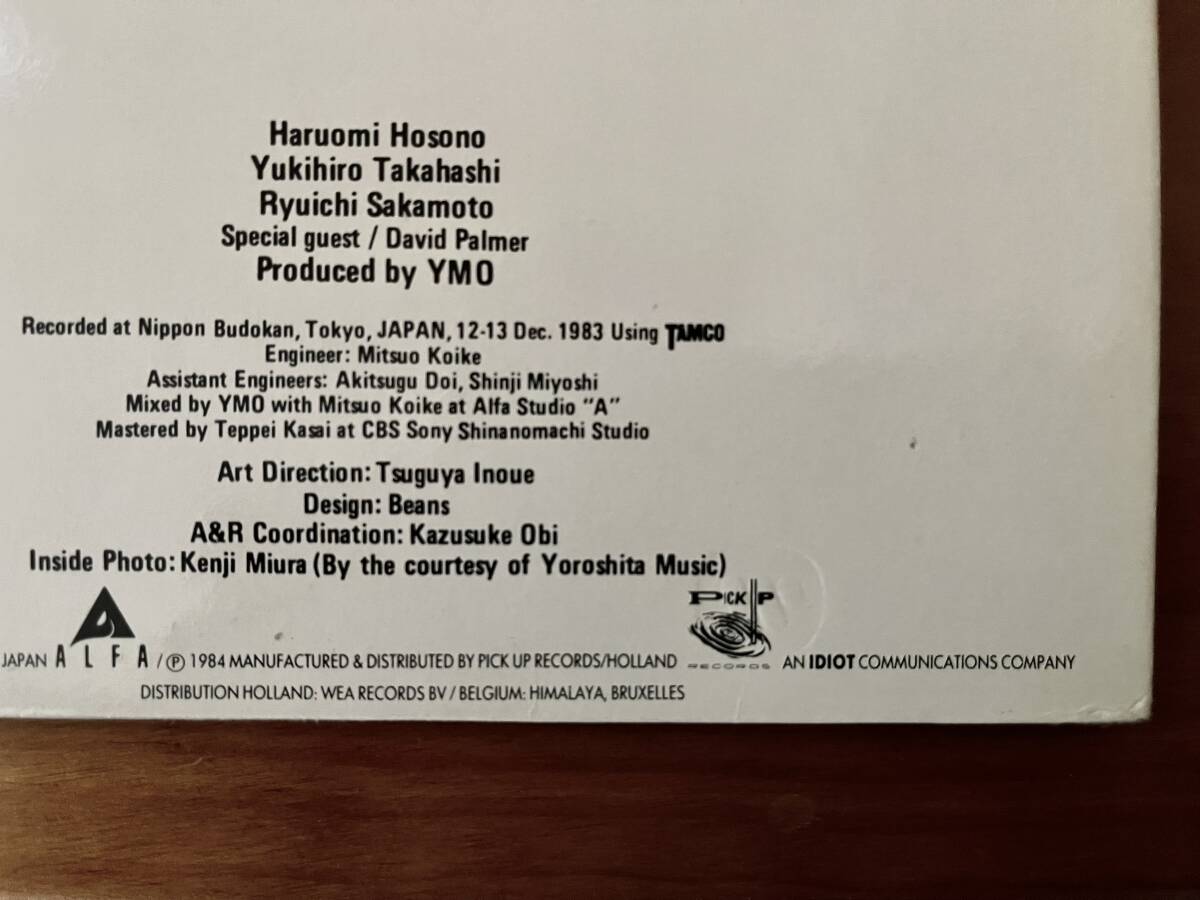 Haruomi Hosono
Yukihiro Takahashi
Ryuichi Sakamoto
Special guest / David Palmer
Produced by YMO
Recorded at Nippon Budokan, Tokyo, JAPAN, 12-13 Dec. 1983 Using TAMCO
Engineer: Mitsuo Koike
Assistant Engineers: Akitsugu Doi, Shinji Miyoshi
Mixed by YMO with Mitsuo Koike at Alfa Studio "A"
Mastered by Teppei Kasai at CBS Sony Shinanomachi Studio
Art Direction: Tsuguya Inoue
Design: Beans
A&R Coordination: Kazusuke Obi
Inside Photo: Kenji Miura (By the courtesy of Yoroshita Music)
PICK UP
RECORDS
JAPAN ALFA / ℗ 1984 MANUFACTURED & DISTRIBUTED BY PICK UP RECORDS/HOLLAND AN IDIOT COMMUNICATIONS COMPANY
DISTRIBUTION HOLLAND: WEA RECORDS BV / BELGIUM: HIMALAYA, BRUXELLES